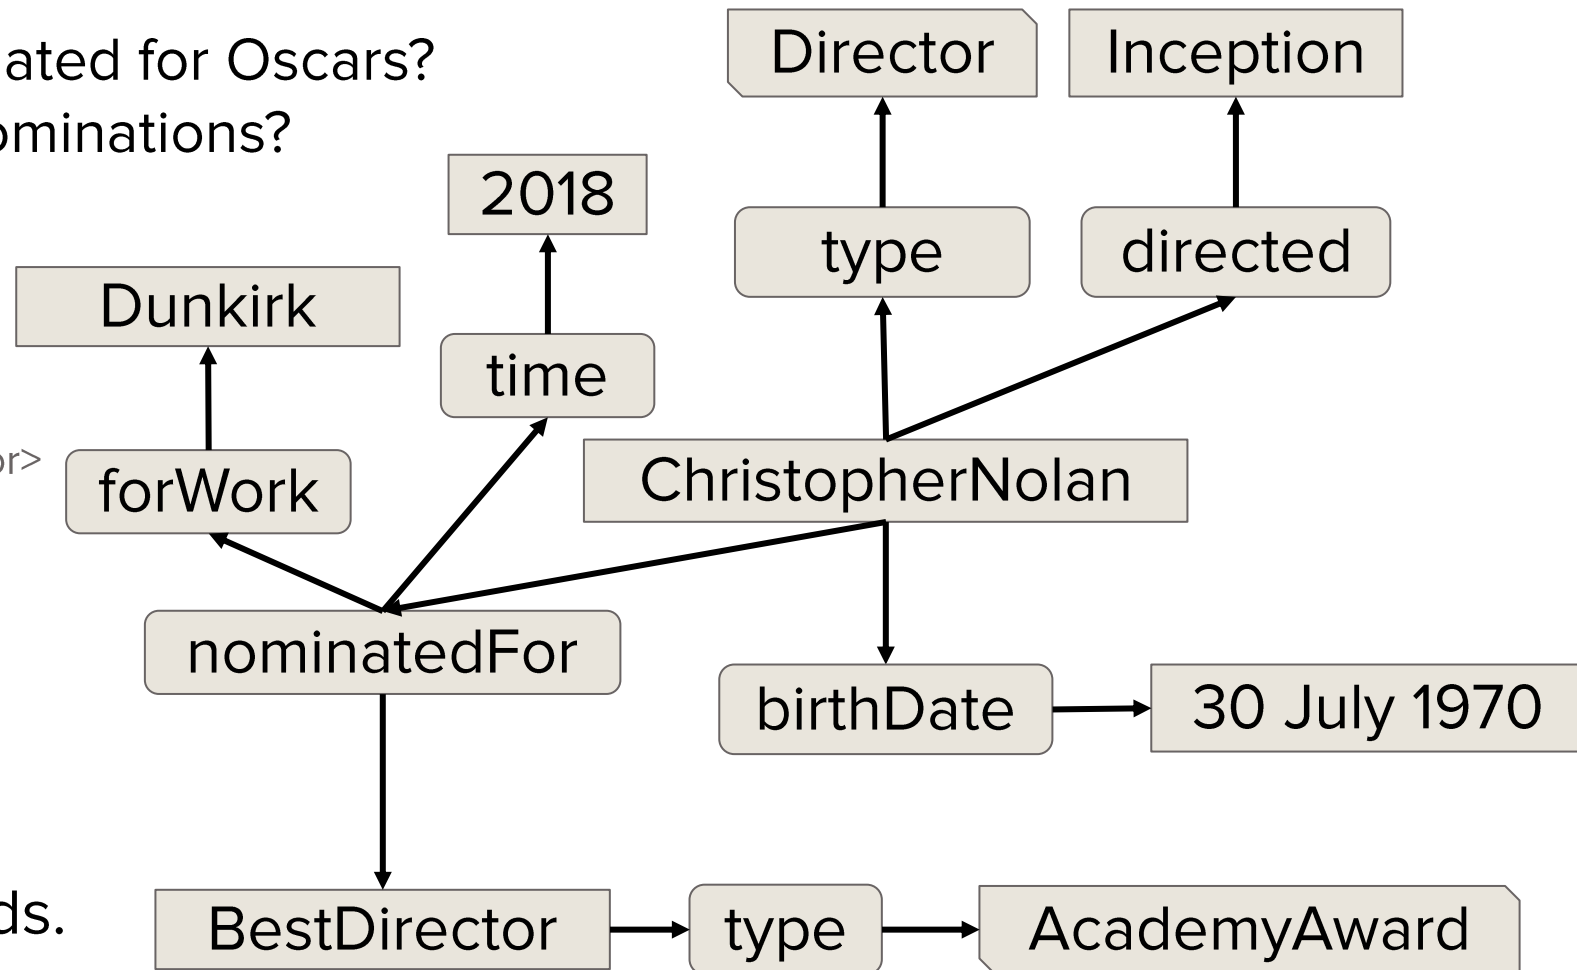 ated for Oscars?
ominations?
Director
Inception
2018
type
directed
Dunkirk
time
or>
forWork
ChristopherNolan
nominatedFor
birthDate
30 July 1970
ds.
BestDirector
type
AcademyAward